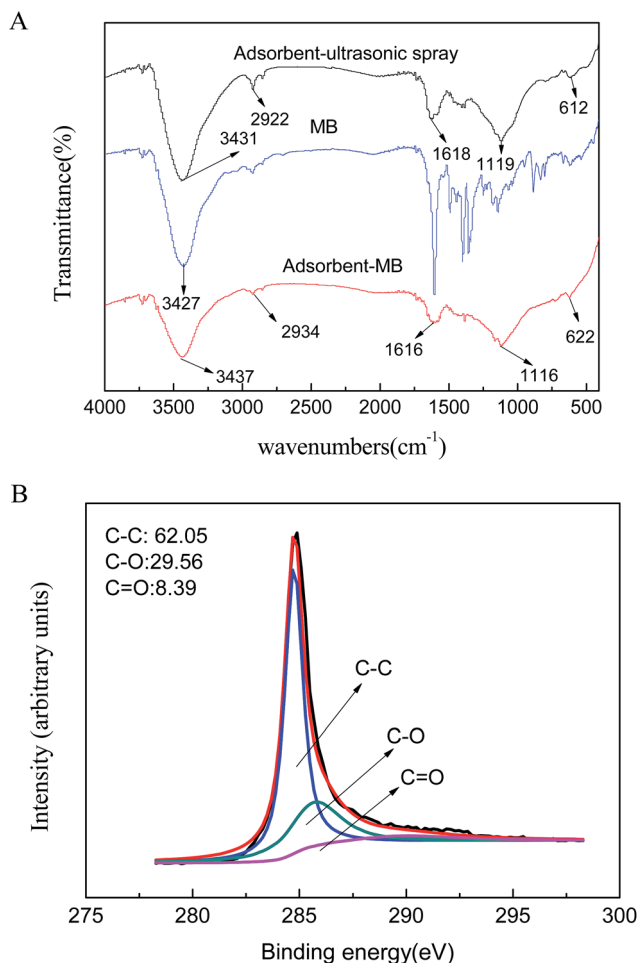 A
Adsorbent-ultrasonic spray
2922
612
3431
MB
1618
1119
Adsorbent-MB
3427
2934
1616
622
3437
1116
Transmittance(%)
4000 3500 3000 2500 2000 1500 1000 500
wavenumbers(cm-1)
B
C-C: 62.05
C-O:29.56
C=O:8.39
C-C
C-O
C=O
Intensity (arbitrary units)
275 280 285 290 295 300
Binding energy(eV)